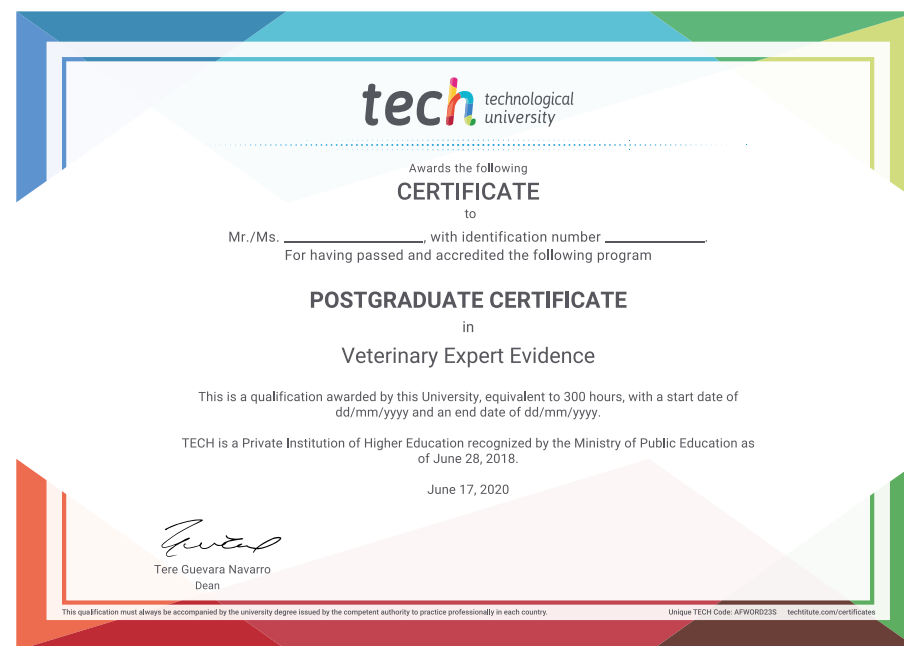 tech technological
university
Awards the following
CERTIFICATE
to
Mr./Ms. ____________, with identification number ____________.
For having passed and accredited the following program
POSTGRADUATE CERTIFICATE
in
Veterinary Expert Evidence
This is a qualification awarded by this University, equivalent to 300 hours, with a start date of
dd/mm/yyyy and an end date of dd/mm/yyyy.
TECH is a Private Institution of Higher Education recognized by the Ministry of Public Education as
of June 28, 2018.
June 17, 2020
Tere Guevara Navarro
Dean
This qualification must always be accompanied by the university degree issued by the competent authority to practice professionally in each country.
Unique TECH Code: AFWORD23S techtitute.com/certificates